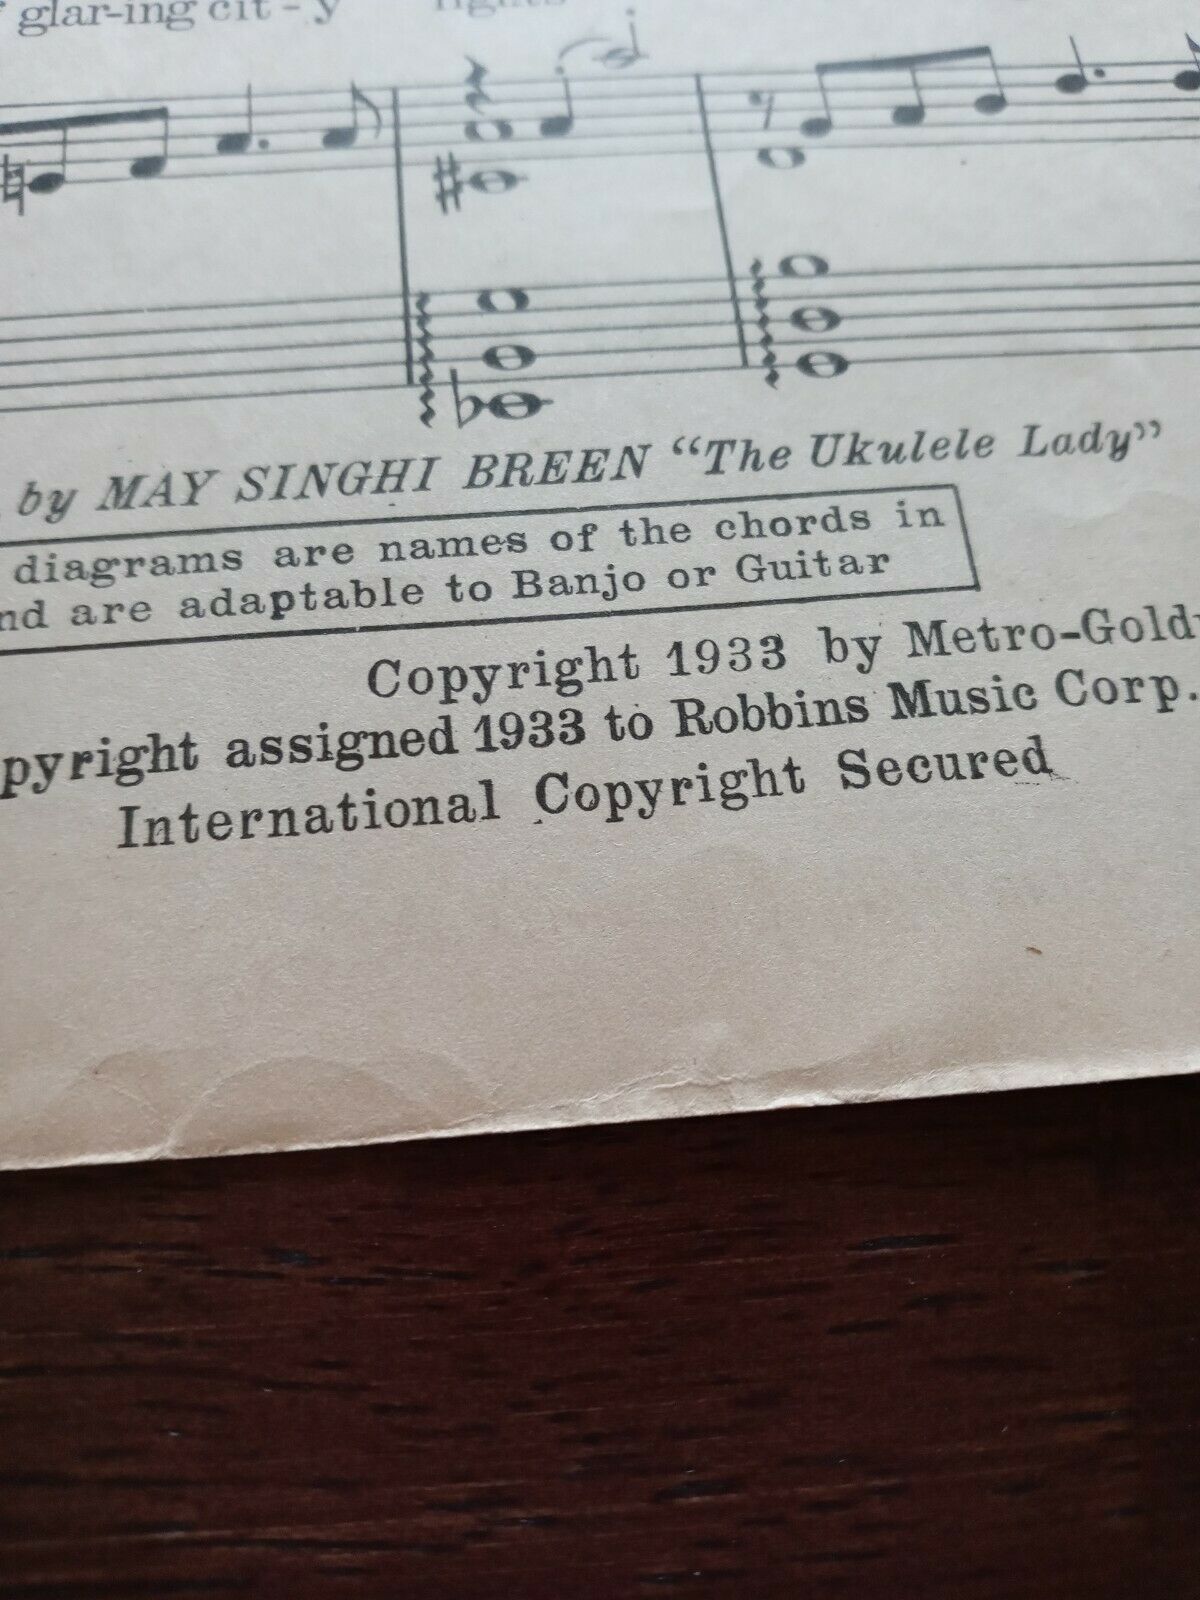 glar-ing cit - y lights
by MAY SINGHI BREEN "The Ukulele Lady"
diagrams are names of the chords in
nd are adaptable to Banjo or Guitar
Copyright 1933 by Metro-Gold
pyright assigned 1933 to Robbins Music Corp.
International Copyright Secured